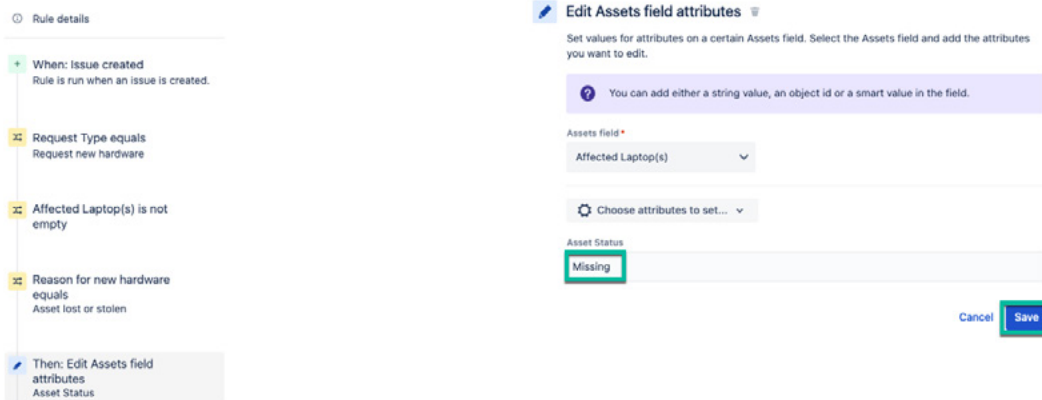 Rule details
When: Issue created
Rule is run when an issue is created.
Request Type equals
Request new hardware
Affected Laptop(s) is not
empty
Reason for new hardware
equals
Asset lost or stolen
Then: Edit Assets field
attributes
Asset Status
Edit Assets field attributes
Set values for attributes on a certain Assets field. Select the Assets field and add the attributes
you want to edit.
You can add either a string value, an object id or a smart value in the field.
Assets field *
Affected Laptop(s)
Choose attributes to set...
Asset Status
Missing
Cancel Save